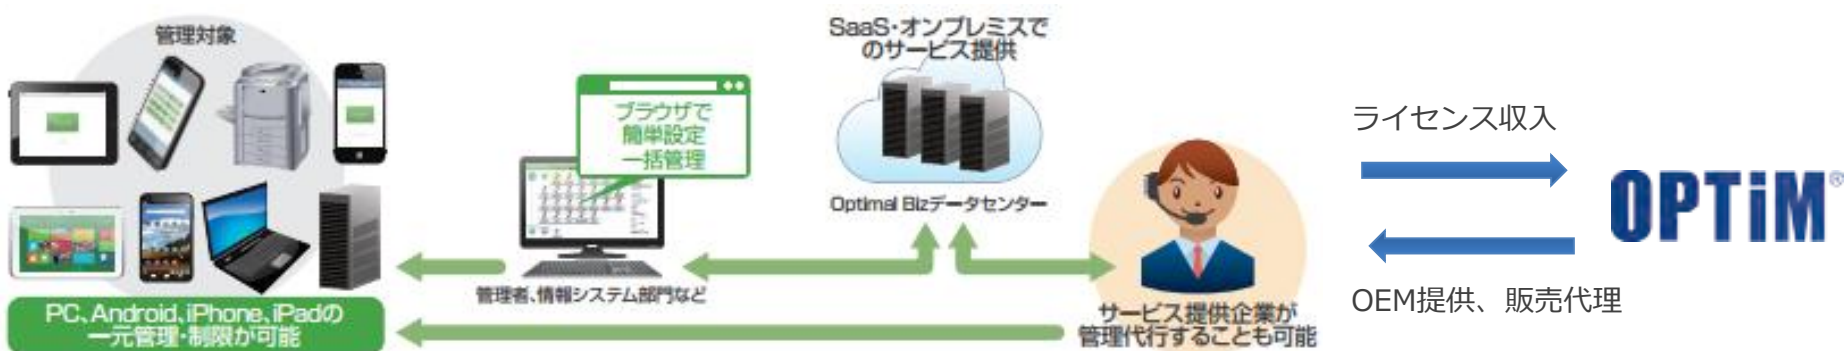 管理対象
PC、Android、iPhone、iPadの
一元管理・制限が可能
ブラウザで
簡単設定
一括管理
管理者、情報システム部門など
SaaS・オンプレミスで
のサービス提供
Optimal Bizデータセンター
サービス提供企業が
管理代行することも可能
ライセンス収入
OPTiM®
OEM提供、販売代理